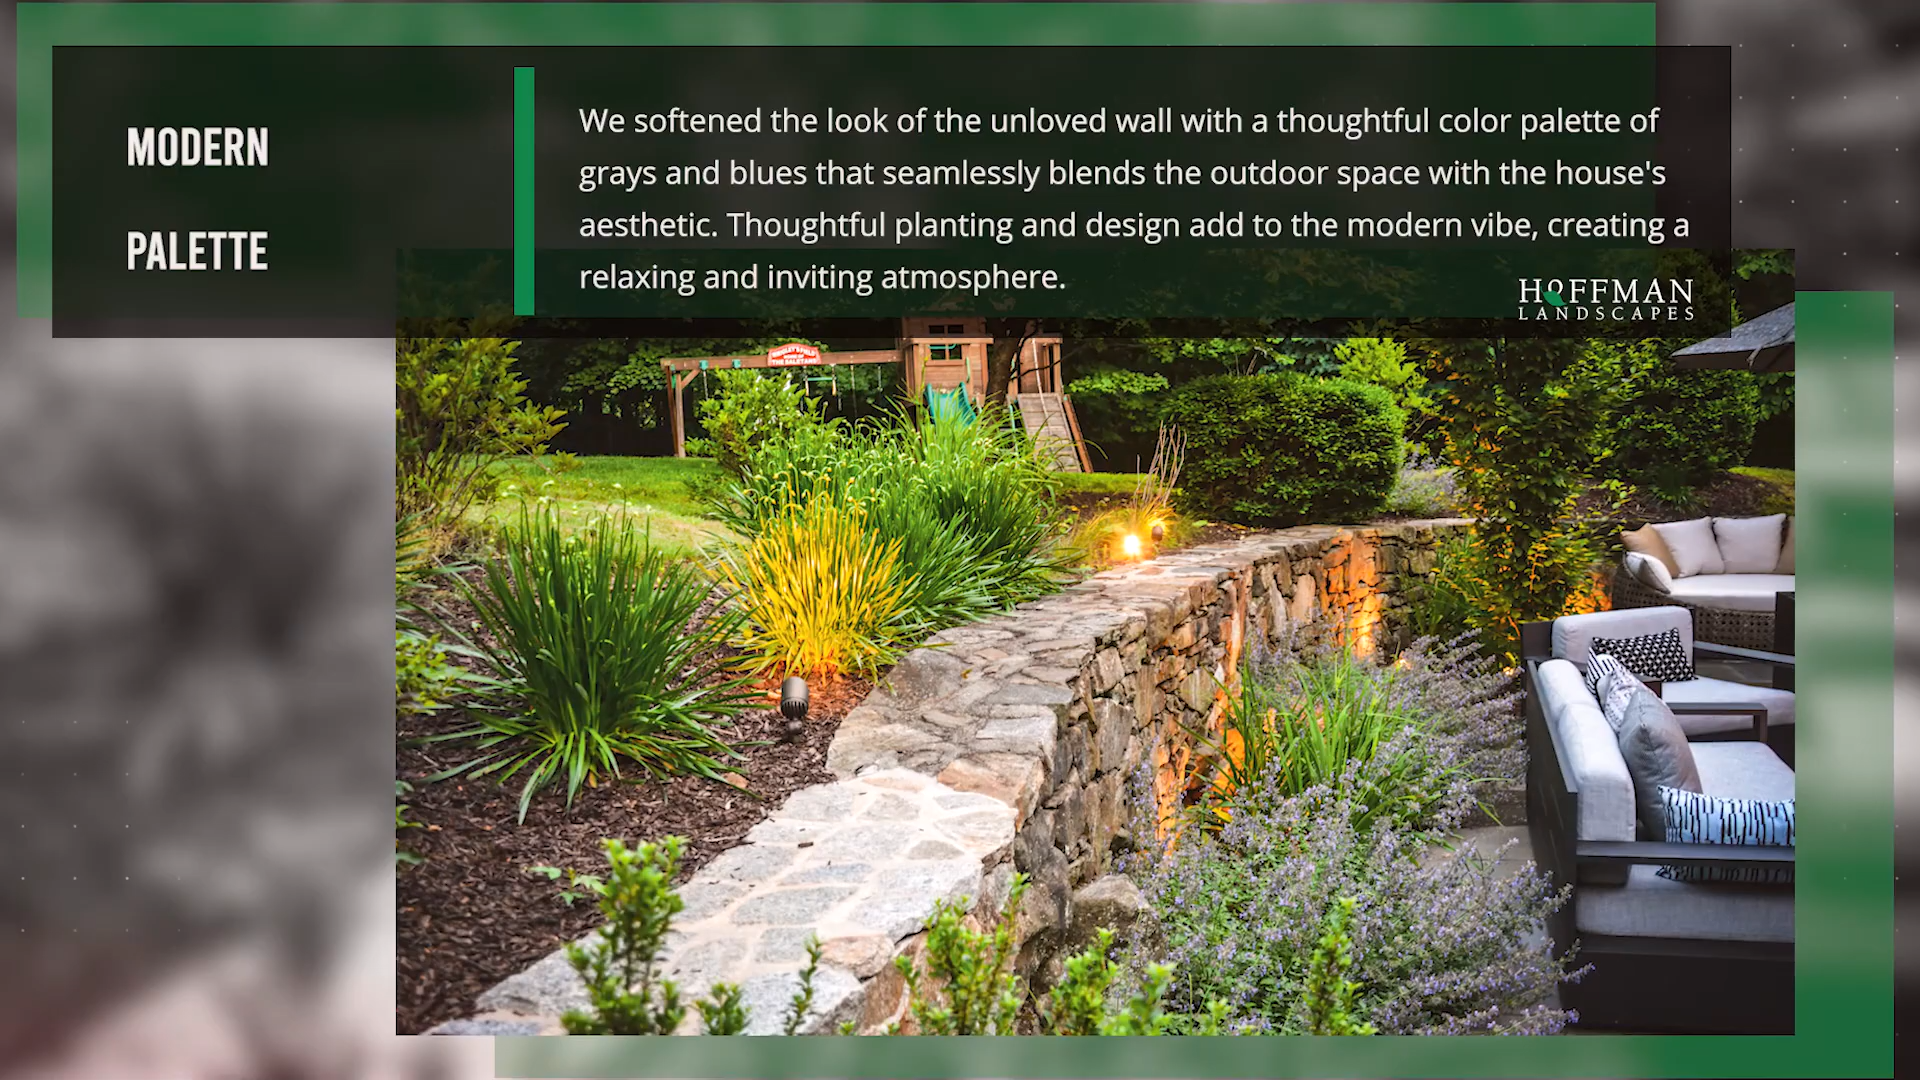 MODERN
PALETTE
We softened the look of the unloved wall with a thoughtful color palette of
grays and blues that seamlessly blends the outdoor space with the house's
aesthetic. Thoughtful planting and design add to the modern vibe, creating a
relaxing and inviting atmosphere.
HOFFMAN
LANDSCAPES